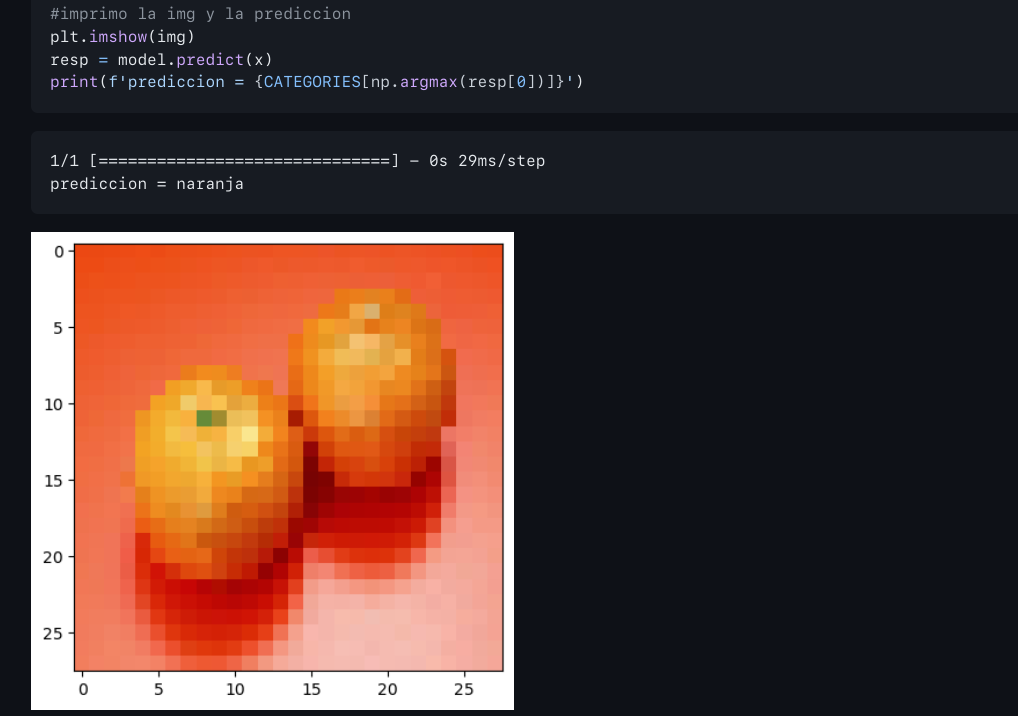 #imprimo la img y la prediccion
plt.imshow(img)
resp = model.predict(x)
print(f'prediccion = {CATEGORIES[np.argmax(resp[0])]}')
1/1 [==============================] - 0s 29ms/step
prediccion = naranja
0
5
10
15
20
25
0 5 10 15 20 25